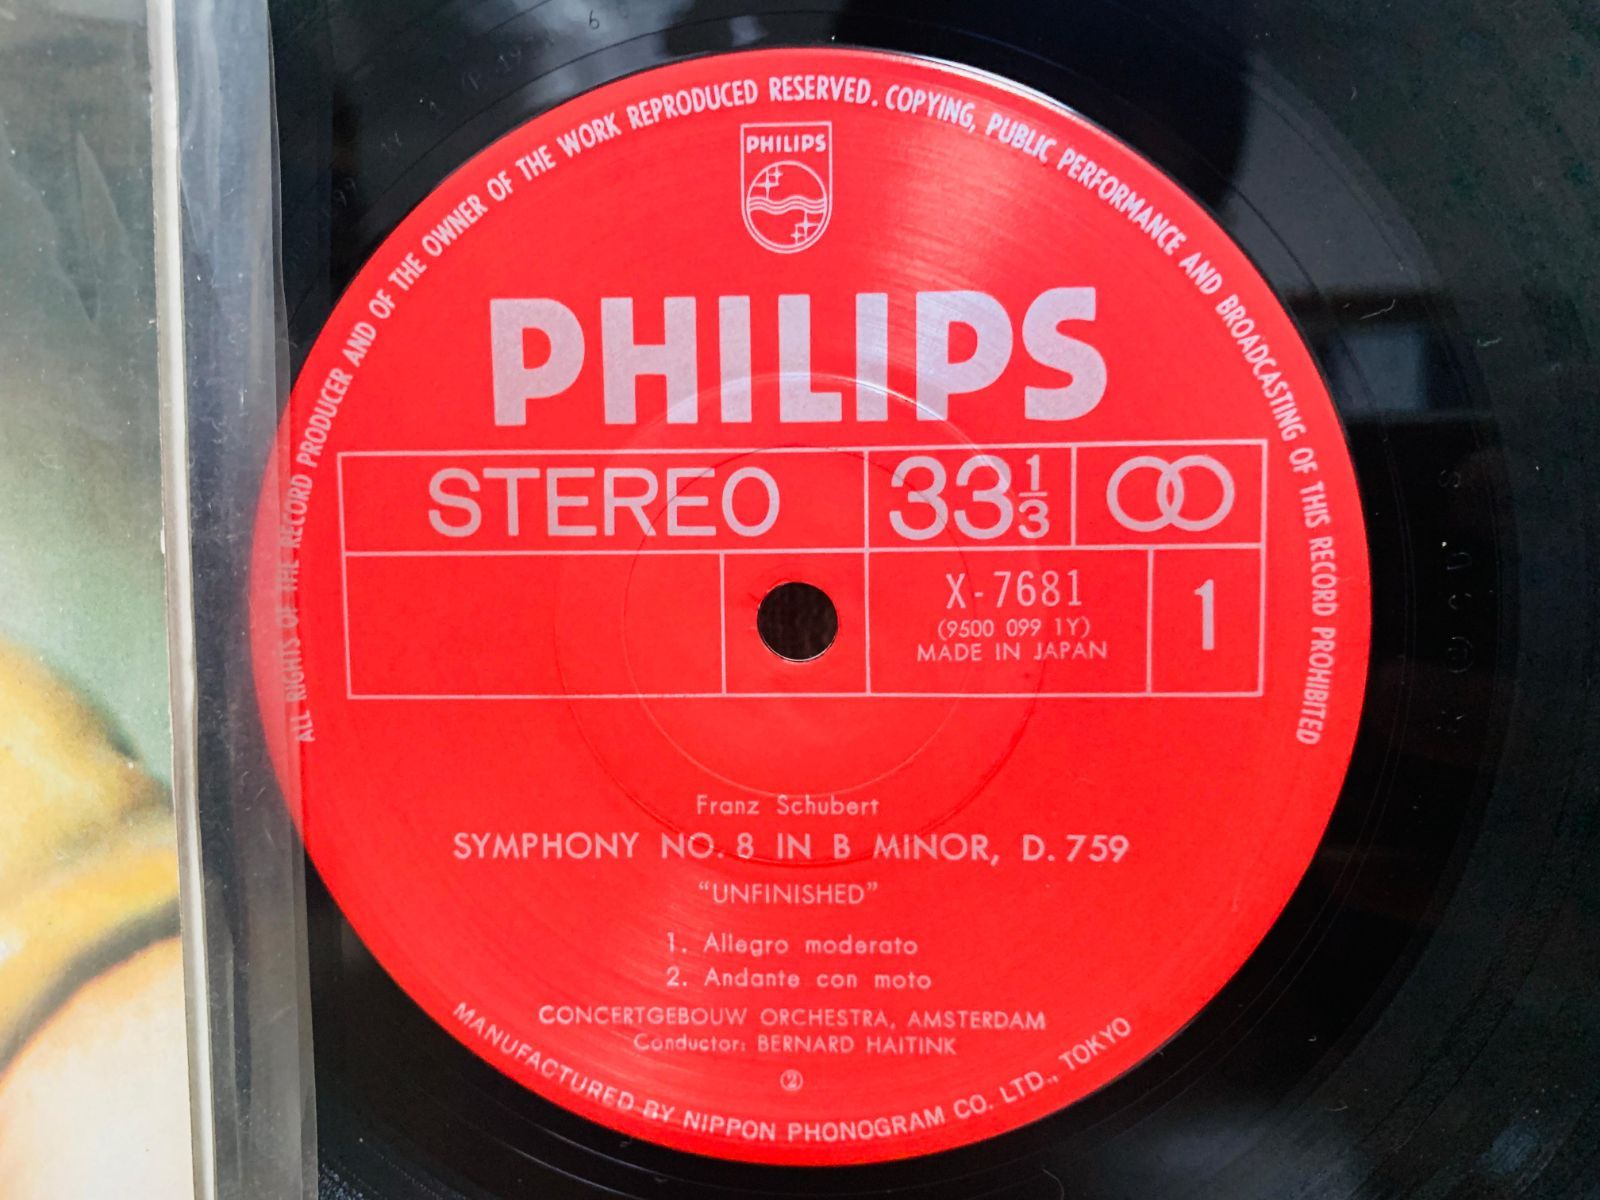 ALL RIGHTS OF THE RECORD PRODUCER AND OF THE OWNER OF THE WORK REPRODUCED RESERVED. COPYING, PUBLIC PERFORMANCE AND BROADCASTING OF THIS RECORD PROHIBITED
PHILIPS
PHILIPS
STEREO 33 1/3
X-7681
(9500 099 1Y)
MADE IN JAPAN
1
Franz Schubert
SYMPHONY NO. 8 IN B MINOR, D. 759
“UNFINISHED”
1. Allegro moderato
2. Andante con moto
CONCERTGEBOUW ORCHESTRA, AMSTERDAM
Conductor: BERNARD HAITINK
②
MANUFACTURED BY NIPPON PHONOGRAM CO. LTD., TOKYO